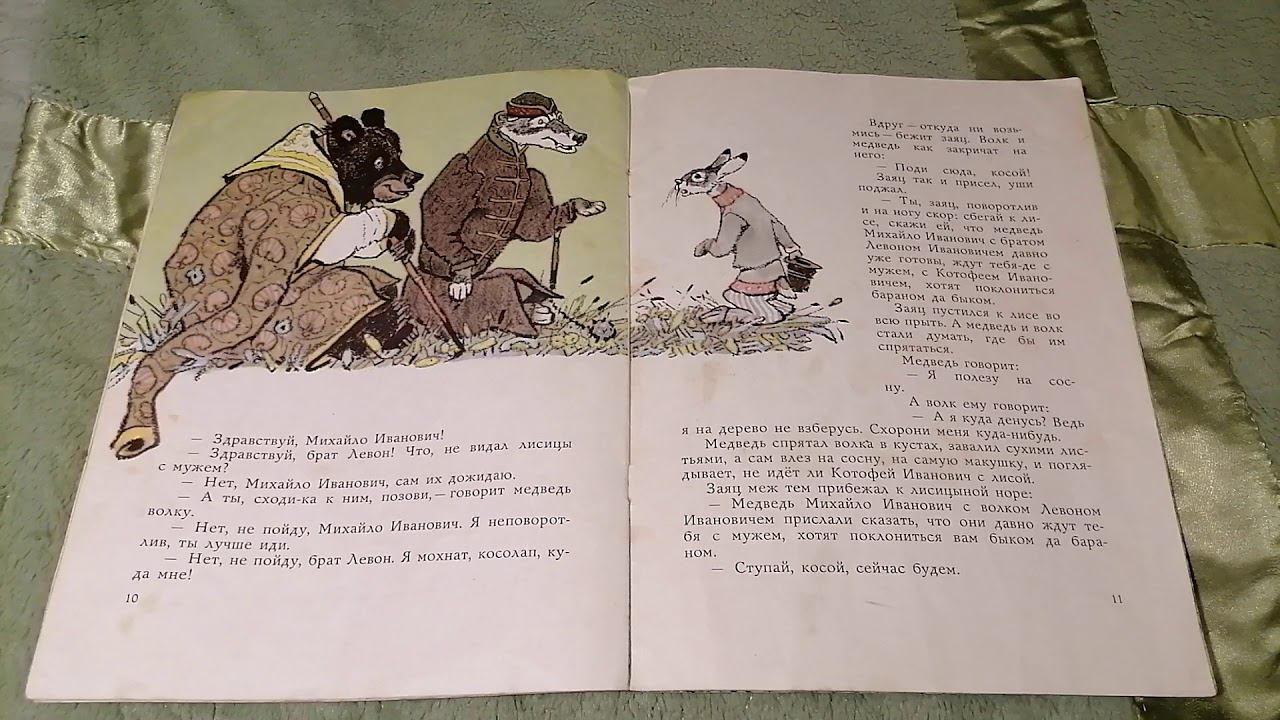 — Здравствуй, Михайло Иванович!
— Здравствуй, брат Левон! Что, не видал лисицы
с мужем?
— Нет, Михайло Иванович, сам их дожидаю.
— А ты, сходи-ка к ним, позови,— говорит медведь
волку.
— Нет, не пойду, Михайло Иванович. Я неповорот-
лив, ты лучше иди.
— Нет, не пойду, брат Левон. Я мохнат, косолап, ку-
да мне!
10
Вдруг — откуда ни возь-
мись — бежит заяц. Волк и
медведь как закричат на
него:
— Поди сюда, косой!
Заяц так и присел, уши
поджал.
— Ты, заяц, поворотлив
и на ногу скор: сбегай к ли-
се, скажи ей, что медведь
Михайло Иванович с братом
Левоном Ивановичем давно
уже готовы, ждут тебя-де с
мужем, с Котофеем Ивано-
вичем, хотят поклониться
бараном да быком.
Заяц пустился к лисе во
всю прыть. А медведь и волк
стали думать, где бы им
спрятаться.
Медведь говорит:
— Я полезу на сос-
ну.
А волк ему говорит:
— А я куда денусь? Ведь
я на дерево не взберусь. Схорони меня куда-нибудь.
Медведь спрятал волка в кустах, завалил сухими лис-
тьями, а сам влез на сосну, на самую макушку, и погля-
дывает, не идёт ли Котофей Иванович с лисой.
Заяц меж тем прибежал к лисицыной норе:
— Медведь Михайло Иванович с волком Левоном
Ивановичем прислали сказать, что они давно ждут те-
бя с мужем, хотят поклониться вам быком да бара-
ном.
— Ступай, косой, сейчас будем.
11